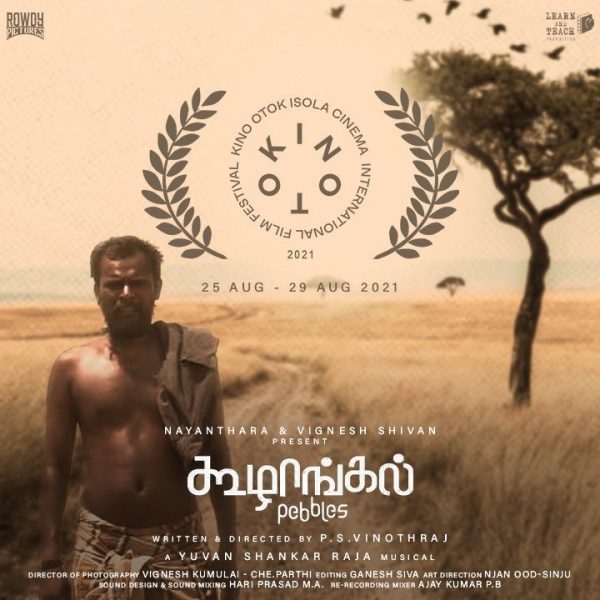 ROWDY
PICTURES
LEARN
AND
TEACH
PRODUCTION
KINO OTOK ISOLA CINEMA INTERNATIONAL FILM FESTIVAL
KINO
OTO
2021
25 AUG - 29 AUG 2021
NAYANTHARA & VIGNESH SHIVAN
PRESENT
கூழாங்கல்
pebbles
WRITTEN & DIRECTED BY P.S.VINOTHRAJ
A YUVAN SHANKAR RAJA MUSICAL
DIRECTOR OF PHOTOGRAPHY VIGNESH KUMULAI - CHE.PARTHI EDITING GANESH SIVA ART DIRECTION NJAN OOD-SINJU
SOUND DESIGN & SOUND MIXING HARI PRASAD M.A. RE-RECORDING MIXER AJAY KUMAR P.B